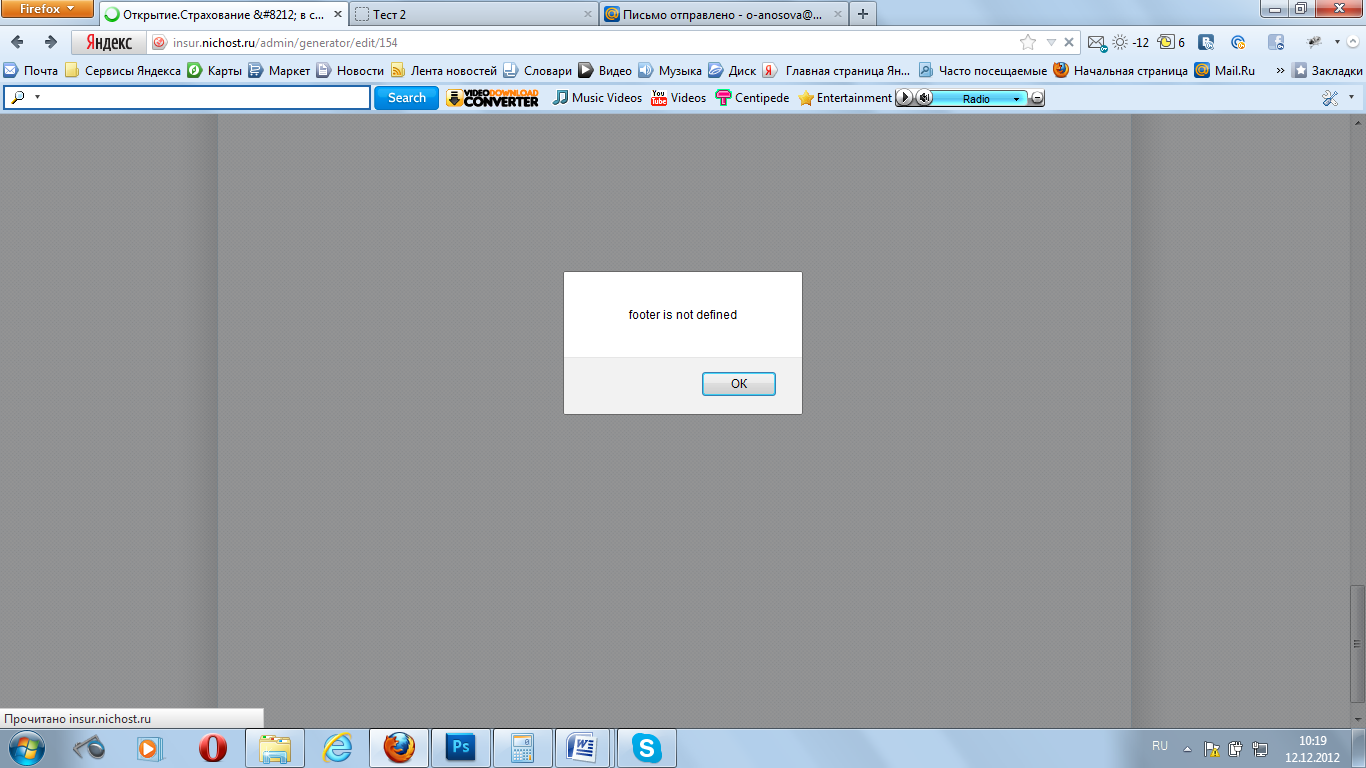 Firefox
Открытие.Страхование &#8212; в с...
Тест 2
Письмо отправлено - o-anosova@...
Яндекс
insur.nichost.ru/admin/generator/edit/154
-12
6
Почта
Сервисы Яндекса
Карты
Маркет
Новости
Лента новостей
Словари
Видео
Музыка
Диск
Главная страница Ян...
Часто посещаемые
Начальная страница
Mail.Ru
»
Закладки
Search
VIDEODOWNLOAD
CONVERTER
Music Videos
You
Tube
Videos
Centipede
Entertainment
Radio
footer is not defined
OK
Прочитано insur.nichost.ru
Ps
RU
10:19
12.12.2012